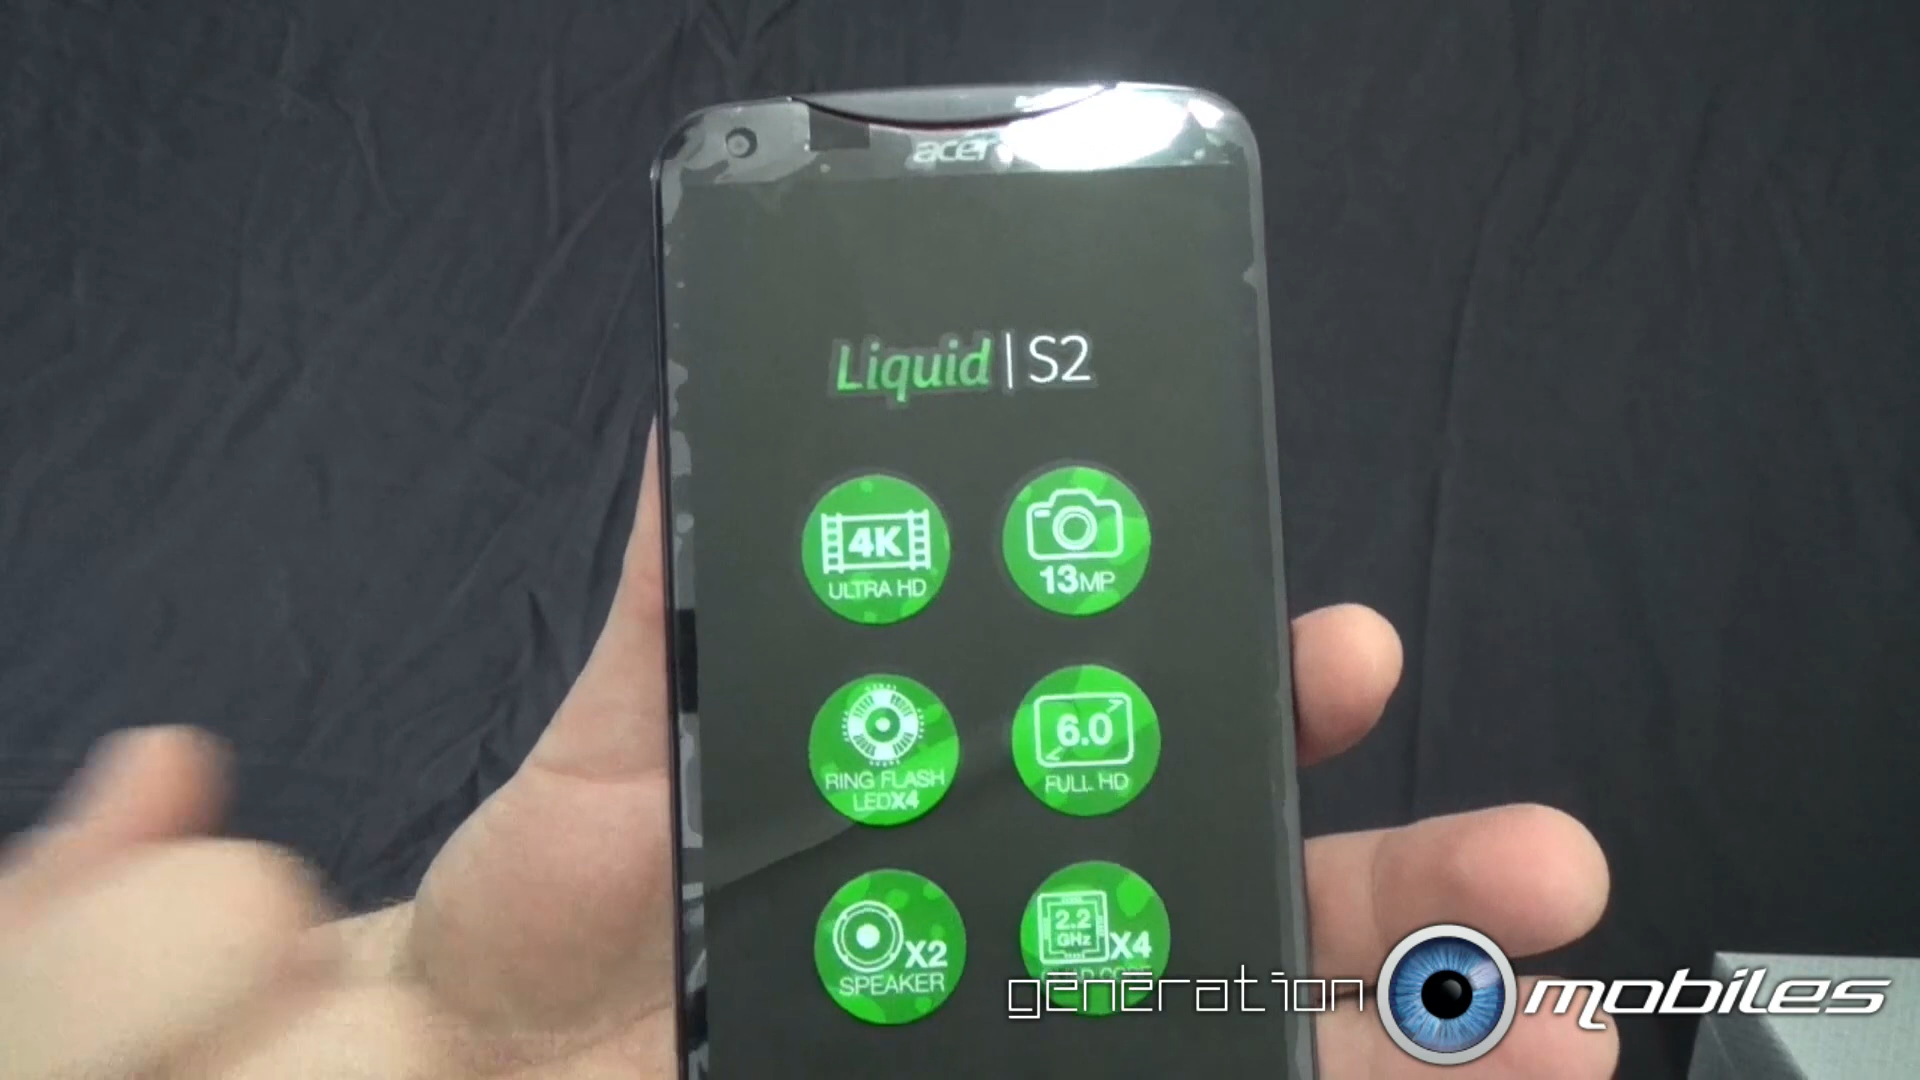 acer
Liquid | S2
4K
ULTRA HD
13MP
RING FLASH
LEDX4
6.0
FULL HD
X2
SPEAKER
2.2
GHz
X4
generation mobiles